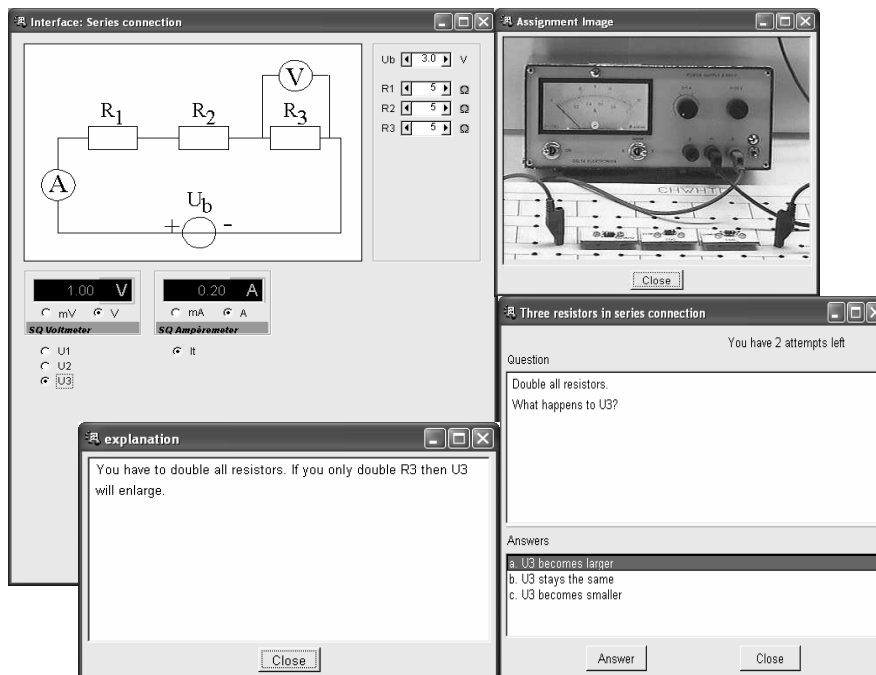 Interface: Series connection
V
R1
R2
R3
A
Ub
+ -
Ub 3.0 V
R1 5 Ω
R2 5 Ω
R3 5 Ω
1.00 V
mV V
SQ Voltmeter
U1
U2
U3
0.20 A
mA A
SQ Ampèremeter
It
Assignment Image
CHWHT
Close
Three resistors in series connection
You have 2 attempts left
Question
Double all resistors.
What happens to U3?
Answers
a. U3 becomes larger
b. U3 stays the same
c. U3 becomes smaller
Answer Close
explanation
You have to double all resistors. If you only double R3 then U3
will enlarge.
Close